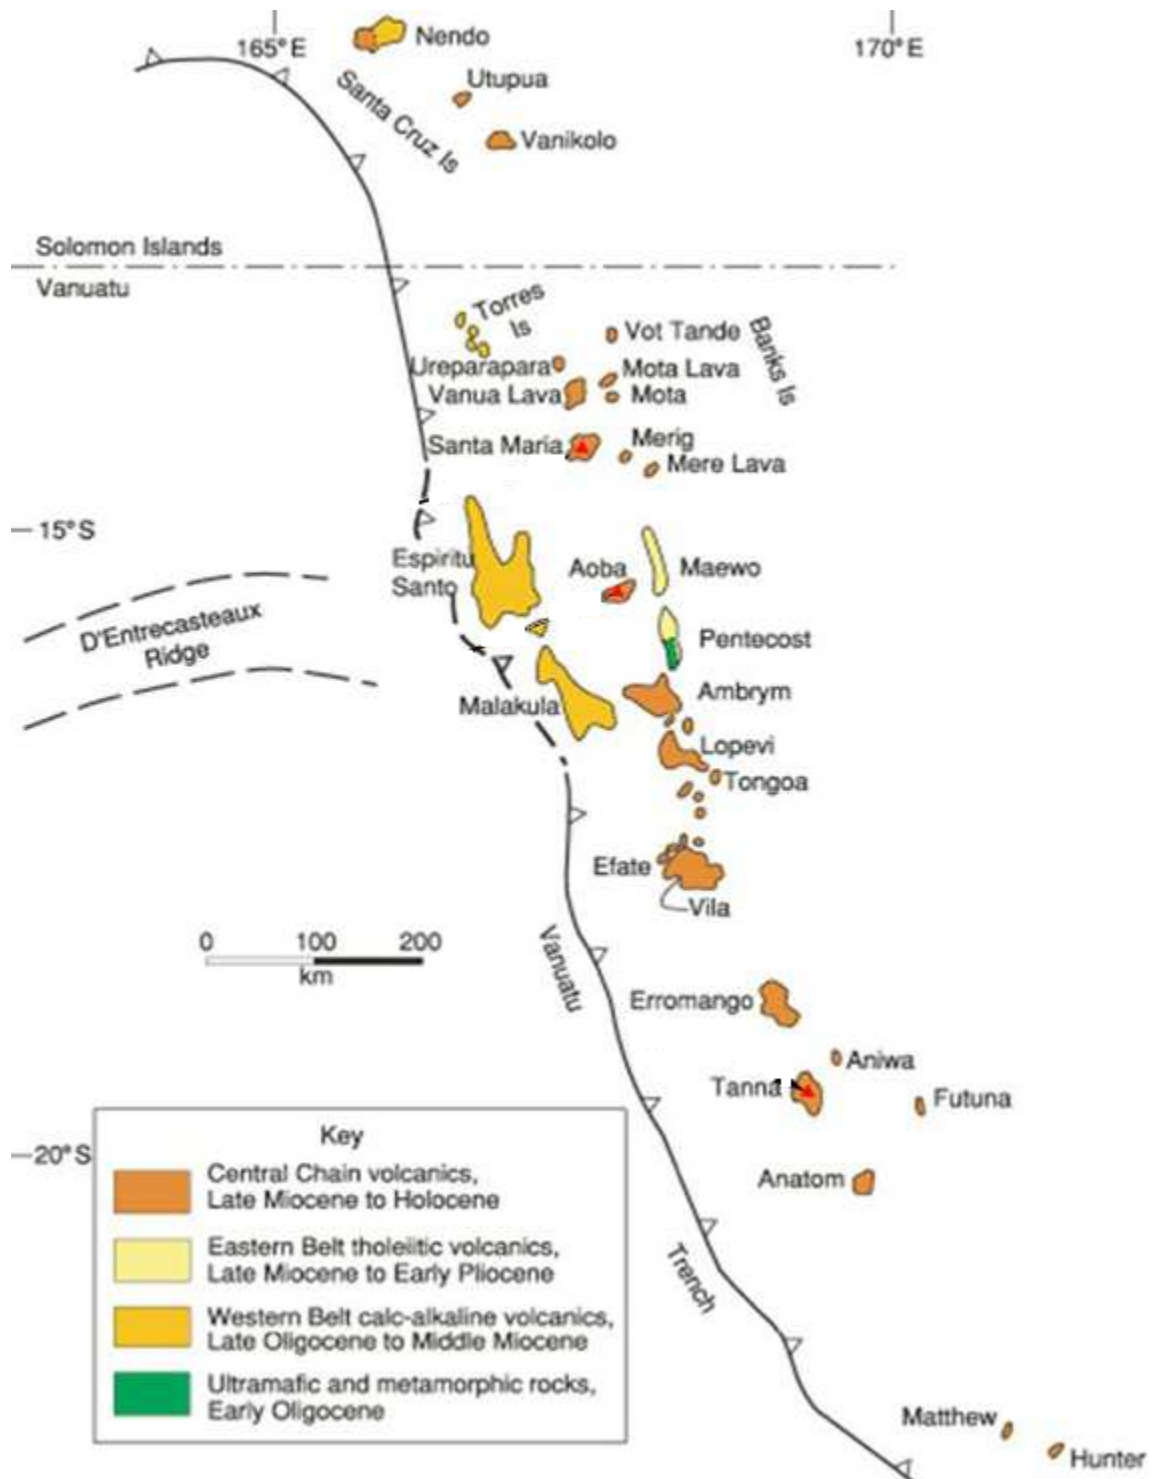 165°E
170°E
Nendo
Utupua
Santa Cruz Is
Vanikolo
Solomon Islands
Vanuatu
Torres
Is
Vot Tande
Banks Is
Ureparapara
Mota Lava
Vanua Lava
Mota
Santa Maria
Merig
Mere Lava
15°S
Espiritu
Santo
Aoba
Maewo
D'Entrecasteaux
Ridge
Pentecost
Malakula
Ambrym
Lopevi
Tongoa
Efate
Vila
0 100 200
km
Vanuatu
Erromango
Aniwa
Tanna
Futuna
20°S
Anatom
Trench
Key
Central Chain volcanics,
Late Miocene to Holocene
Eastern Belt tholeiitic volcanics,
Late Miocene to Early Pliocene
Western Belt calc-alkaline volcanics,
Late Oligocene to Middle Miocene
Ultramafic and metamorphic rocks,
Early Oligocene
Matthew
Hunter